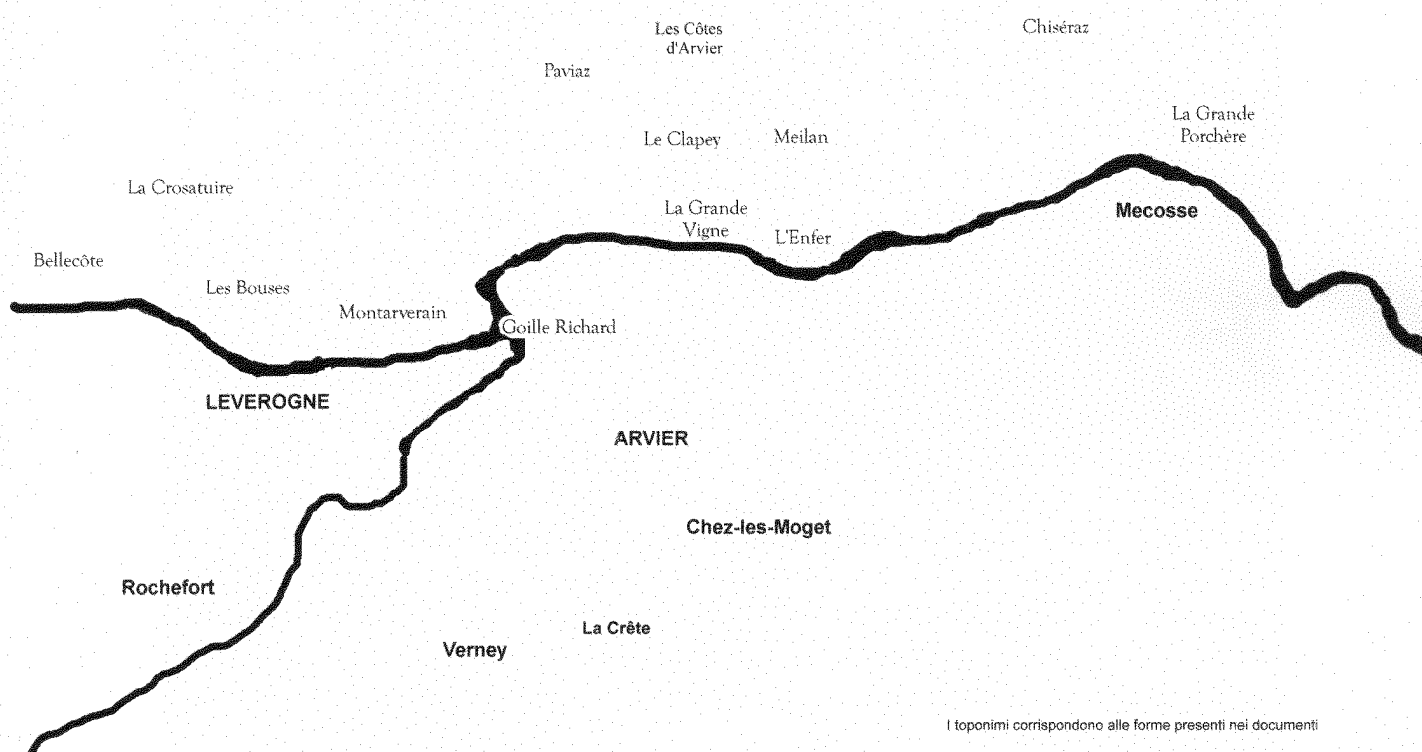 Chiséraz
Les Côtes
d'Arvier
Paviaz
La Grande
Porchère
Le Clapey
Meilan
La Crosatuire
La Grande
Vigne
Mecosse
L'Enfer
Bellecôte
Les Bouses
Montarverain
Goille Richard
LEVEROGNE
ARVIER
Chez-les-Moget
Rochefort
La Crête
Verney
I toponimi corrispondono alle forme presenti nei documenti